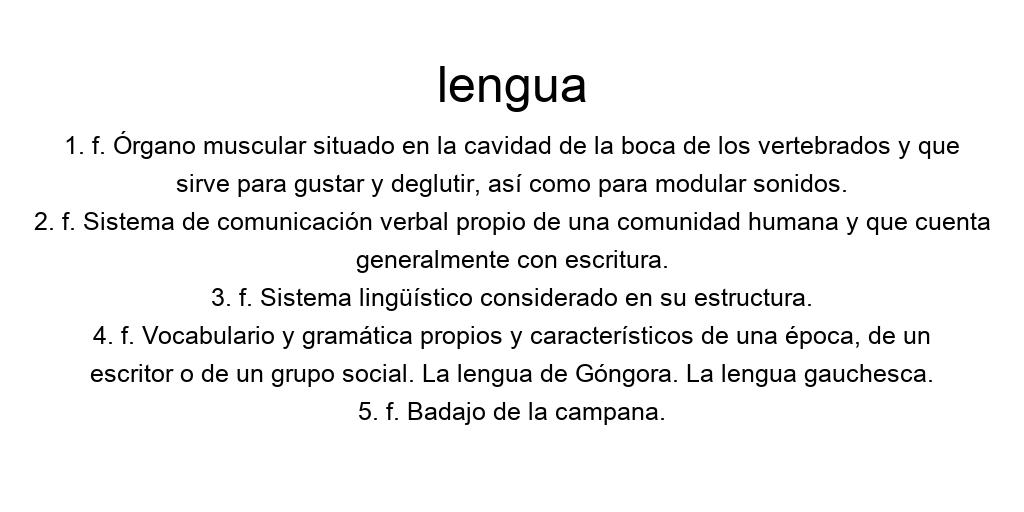 lengua
1. f. Órgano muscular situado en la cavidad de la boca de los vertebrados y que
sirve para gustar y deglutir, así como para modular sonidos.
2. f. Sistema de comunicación verbal propio de una comunidad humana y que cuenta
generalmente con escritura.
3. f. Sistema lingüístico considerado en su estructura.
4. f. Vocabulario y gramática propios y característicos de una época, de un
escritor o de un grupo social. La lengua de Góngora. La lengua gauchesca.
5. f. Badajo de la campana.